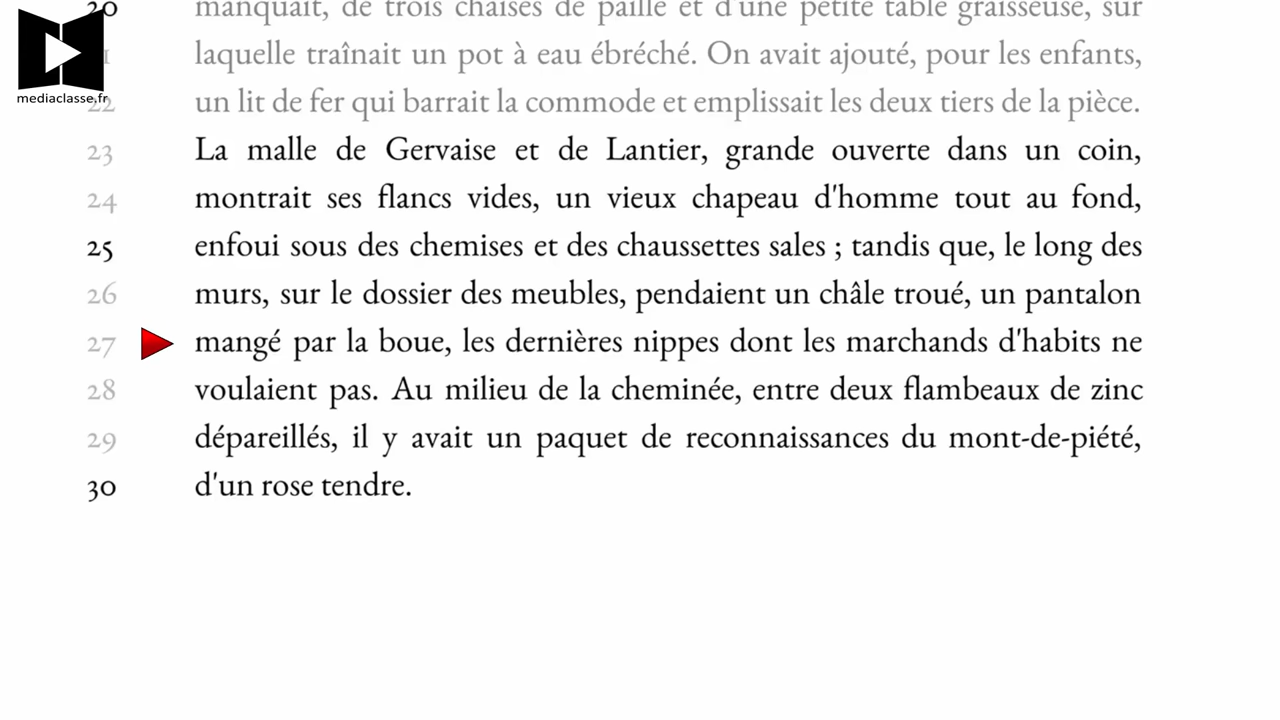 20 manquait, de trois chaises de paille et d'une petite table graisseuse, sur
laquelle traînait un pot à eau ébréché. On avait ajouté, pour les enfants,
mediaclasse.fr
22 un lit de fer qui barrait la commode et emplissait les deux tiers de la pièce.
23 La malle de Gervaise et de Lantier, grande ouverte dans un coin,
24 montrait ses flancs vides, un vieux chapeau d'homme tout au fond,
25 enfoui sous des chemises et des chaussettes sales ; tandis que, le long des
26 murs, sur le dossier des meubles, pendaient un châle troué, un pantalon
27 mangé par la boue, les dernières nippes dont les marchands d'habits ne
28 voulaient pas. Au milieu de la cheminée, entre deux flambeaux de zinc
29 dépareillés, il y avait un paquet de reconnaissances du mont-de-piété,
30 d'un rose tendre.